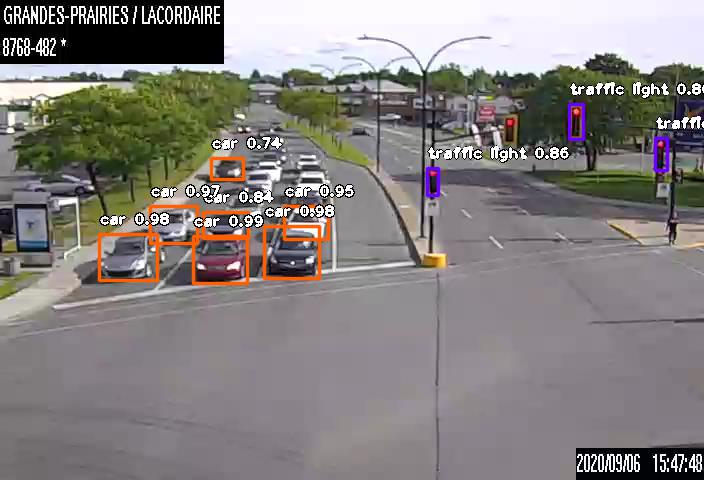 GRANDES-PRAIRIES / LACORDAIRE
8768-482 *
traffic light 0.8
traffic
car 0.74
traffic light 0.86
car 0.97
car 0.84
car 0.95
car 0.98
car 0.99
car 0.98
2020/09/06 15:47:48